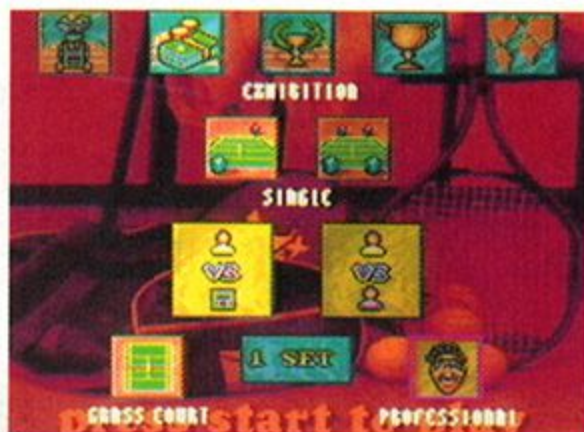 EXHIBITION
SINGLE
VS VS
1 SET
GRASS COURT PROFESSIONAL
start to